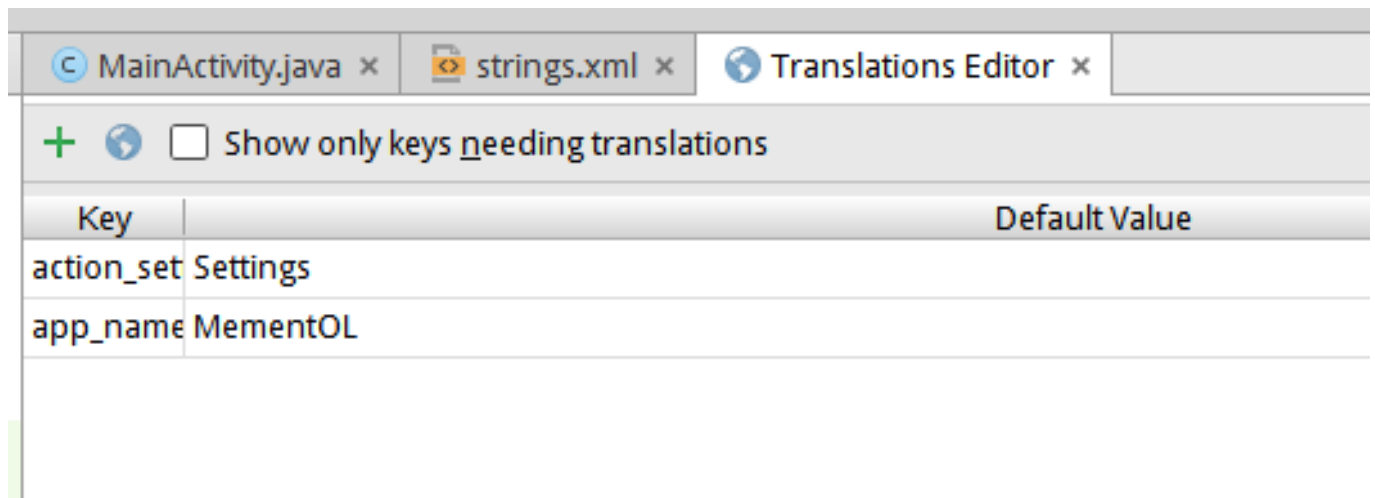 MainActivity.java × strings.xml × Translations Editor ×
Show only keys needing translations
Key Default Value
action_set Settings
app_name MementOL